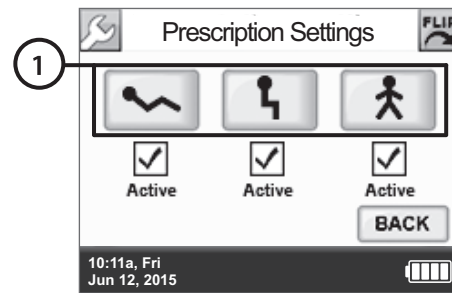 Prescription Settings
FLIP
1
Active Active Active
BACK
10:11a, Fri
Jun 12, 2015